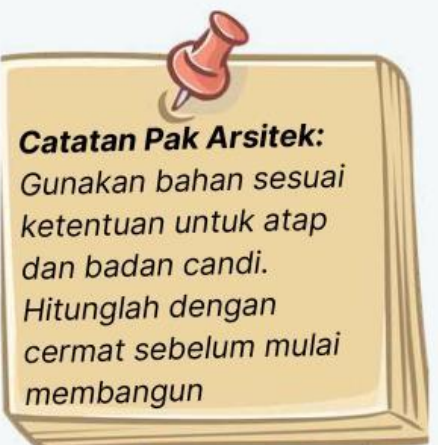 Catatan Pak Arsitek:
Gunakan bahan sesuai
ketentuan untuk atap
dan badan candi.
Hitunglah dengan
cermat sebelum mulai
membangun